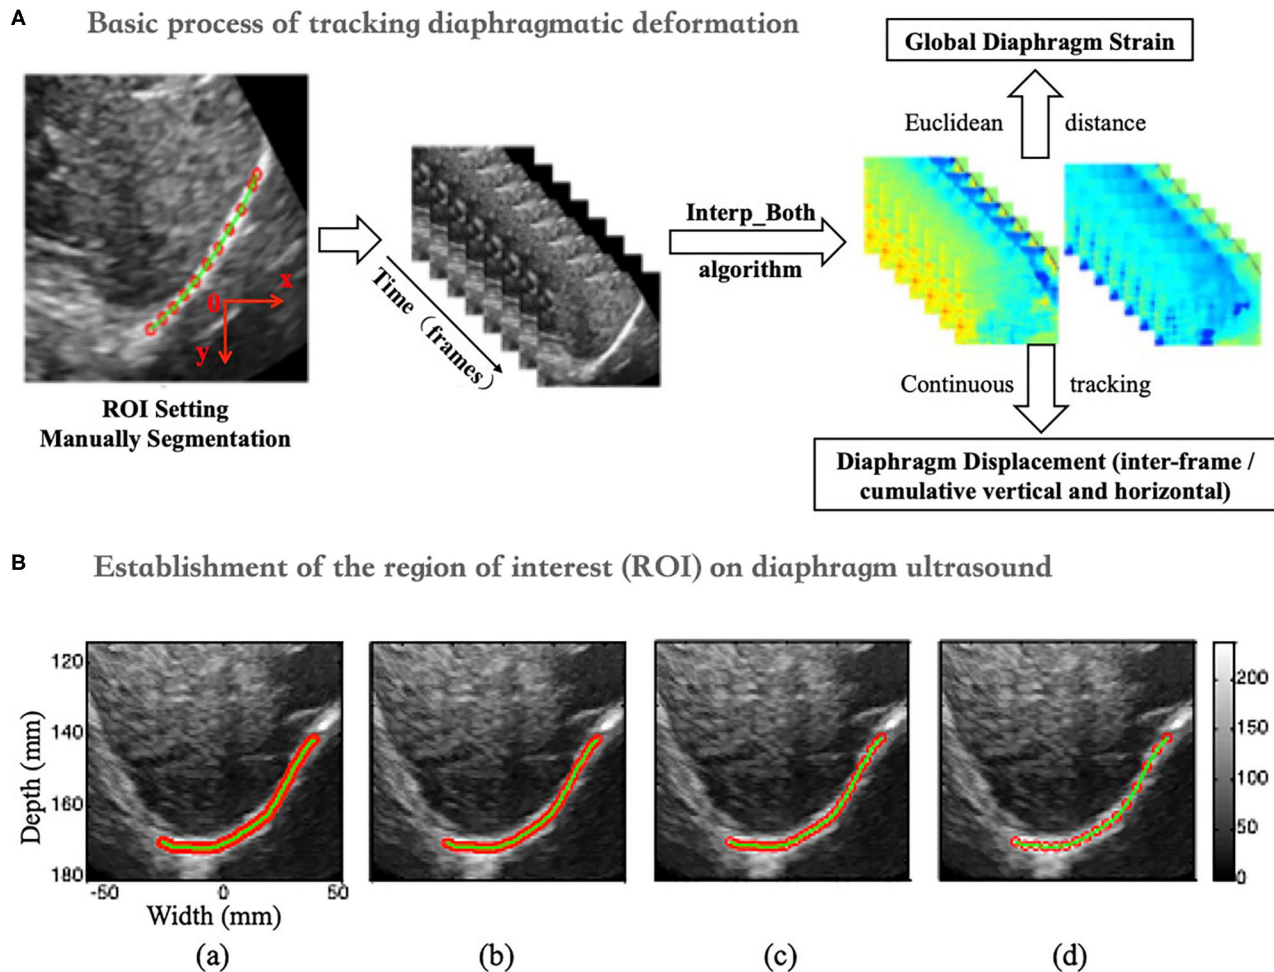 A
Basic process of tracking diaphragmatic deformation
Global Diaphragm Strain
Euclidean distance
x
0
y
Time (frames)
Interp_Both
algorithm
ROI Setting
Manually Segmentation
Continuous tracking
Diaphragm Displacement (inter-frame /
cumulative vertical and horizontal)
B
Establishment of the region of interest (ROI) on diaphragm ultrasound
Depth (mm)
120
140
160
180
-50 0 50
Width (mm)
200
150
100
50
0
(a) (b) (c) (d)